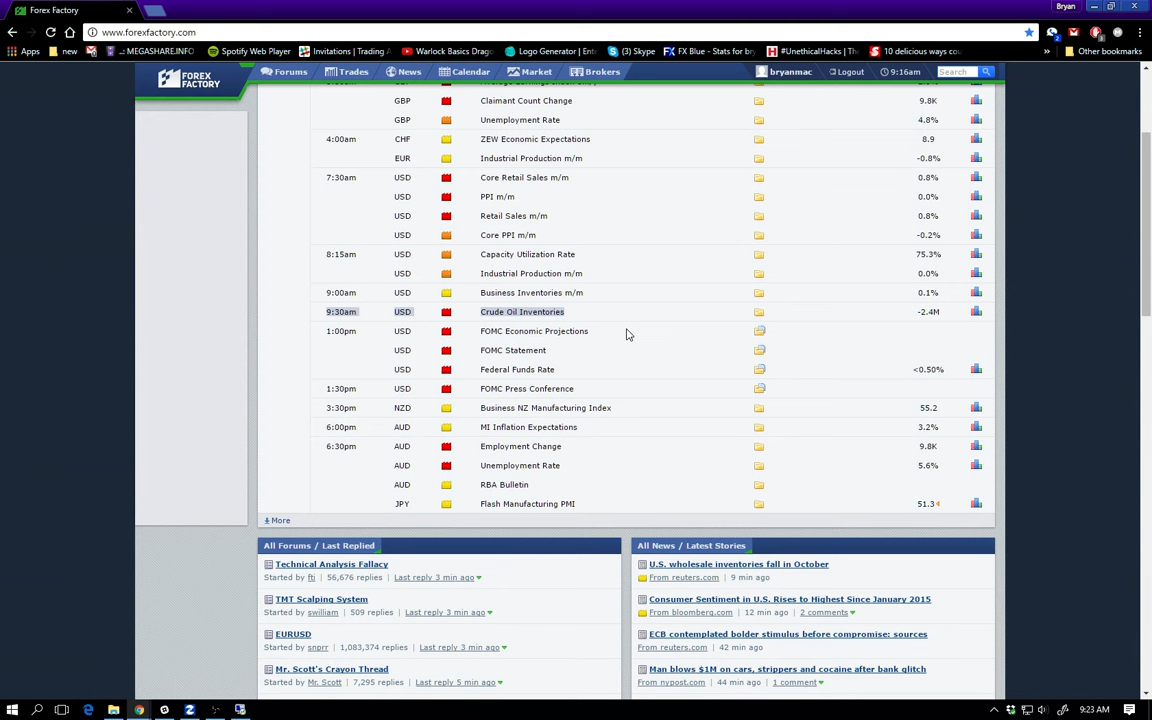 Forex Factory
Bryan
www.forexfactory.com
Apps
new
.: MEGASHARE.INFO
Spotify Web Player
Invitations | Trading
Warlock Basics Drago
Logo Generator | Ent
(3) Skype
FX Blue - Stats for br
#UnethicalHacks | Th
10 delicious ways cou
Other bookmarks
FOREX FACTORY
Forums
Trades
News
Calendar
Market
Brokers
bryanmac
Logout
9:16am
Search
GBP Claimant Count Change 9.8K
GBP Unemployment Rate 4.8%
4:00am CHF ZEW Economic Expectations 8.9
EUR Industrial Production m/m -0.8%
7:30am USD Core Retail Sales m/m 0.8%
USD PPI m/m 0.0%
USD Retail Sales m/m 0.8%
USD Core PPI m/m -0.2%
8:15am USD Capacity Utilization Rate 75.3%
USD Industrial Production m/m 0.0%
9:00am USD Business Inventories m/m 0.1%
9:30am USD Crude Oil Inventories -2.4M
1:00pm USD FOMC Economic Projections
USD FOMC Statement
USD Federal Funds Rate <0.50%
1:30pm USD FOMC Press Conference
3:30pm NZD Business NZ Manufacturing Index 55.2
6:00pm AUD MI Inflation Expectations 3.2%
6:30pm AUD Employment Change 9.8K
AUD Unemployment Rate 5.6%
AUD RBA Bulletin
JPY Flash Manufacturing PMI 51.3
More
All Forums / Last Replied
Technical Analysis Fallacy
Started by fti | 56,676 replies | Last reply 3 min ago
TMT Scalping System
Started by swilliam | 509 replies | Last reply 3 min ago
EURUSD
Started by snprr | 1,083,374 replies | Last reply 3 min ago
Mr. Scott's Crayon Thread
Started by Mr. Scott | 7,295 replies | Last reply 5 min ago
All News / Latest Stories
U.S. wholesale inventories fall in October
From reuters.com | 9 min ago
Consumer Sentiment in U.S. Rises to Highest Since January 2015
From bloomberg.com | 12 min ago | 2 comments
ECB contemplated bolder stimulus before compromise: sources
From reuters.com | 42 min ago
Man blows $1M on cars, strippers and cocaine after bank glitch
From nypost.com | 44 min ago | 1 comment
9:23 AM